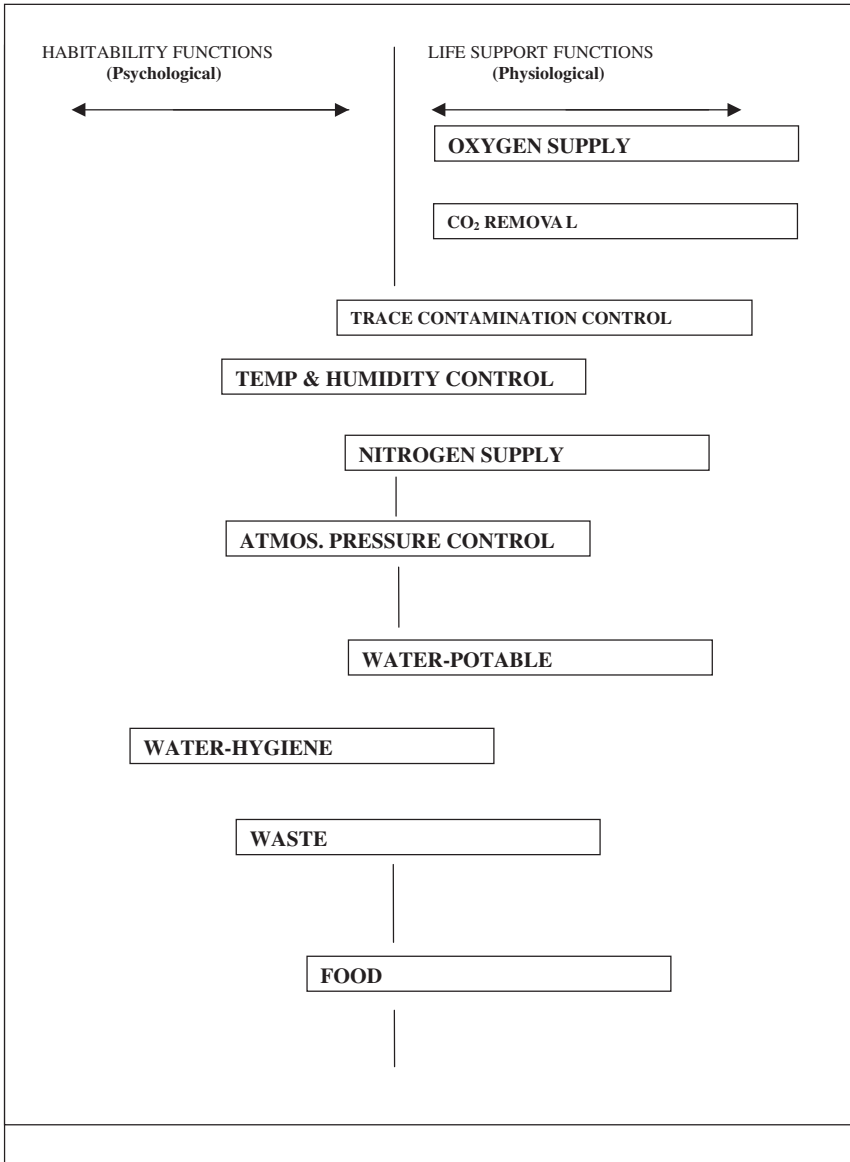 HABITABILITY FUNCTIONS
(Psychological)
LIFE SUPPORT FUNCTIONS
(Physiological)
OXYGEN SUPPLY
CO₂ REMOVAL
TRACE CONTAMINATION CONTROL
TEMP & HUMIDITY CONTROL
NITROGEN SUPPLY
ATMOS. PRESSURE CONTROL
WATER-POTABLE
WATER-HYGIENE
WASTE
FOOD